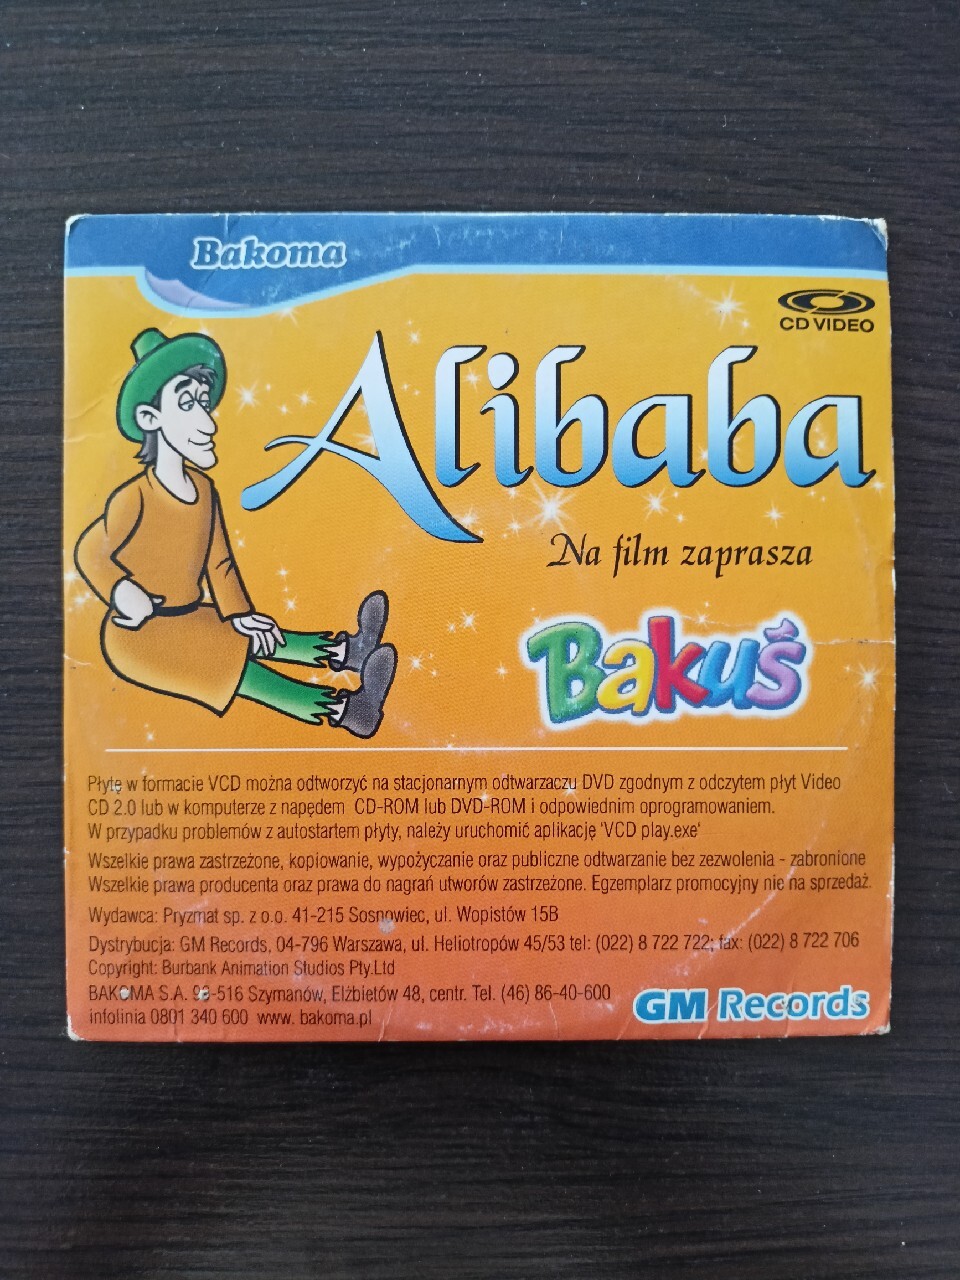 Bakoma
CD VIDEO
Alibaba
Na film zaprasza
Bakuś
Płytę w formacie VCD można odtworzyć na stacjonarnym odtwarzaczu DVD zgodnym z odczytem płyt Video
CD 2.0 lub w komputerze z napędem CD-ROM lub DVD-ROM i odpowiednim oprogramowaniem.
W przypadku problemów z autostartem płyty, należy uruchomić aplikację 'VCD play.exe'
Wszelkie prawa zastrzeżone, kopiowanie, wypożyczanie oraz publiczne odtwarzanie bez zezwolenia - zabronione
Wszelkie prawa producenta oraz prawa do nagrań utworów zastrzeżone. Egzemplarz promocyjny nie na sprzedaż.
Wydawca: Pryzmat sp. z o.o. 41-215 Sosnowiec, ul. Wopistów 15B
Dystrybucja: GM Records, 04-796 Warszawa, ul. Heliotropów 45/53 tel: (022) 8 722 722; fax: (022) 8 722 706
Copyright: Burbank Animation Studios Pty.Ltd
BAKOMA S.A. 96-516 Szymanów, Elżbietów 48, centr. Tel. (46) 86-40-600
infolinia 0801 340 600 www. bakoma.pl
GM Records